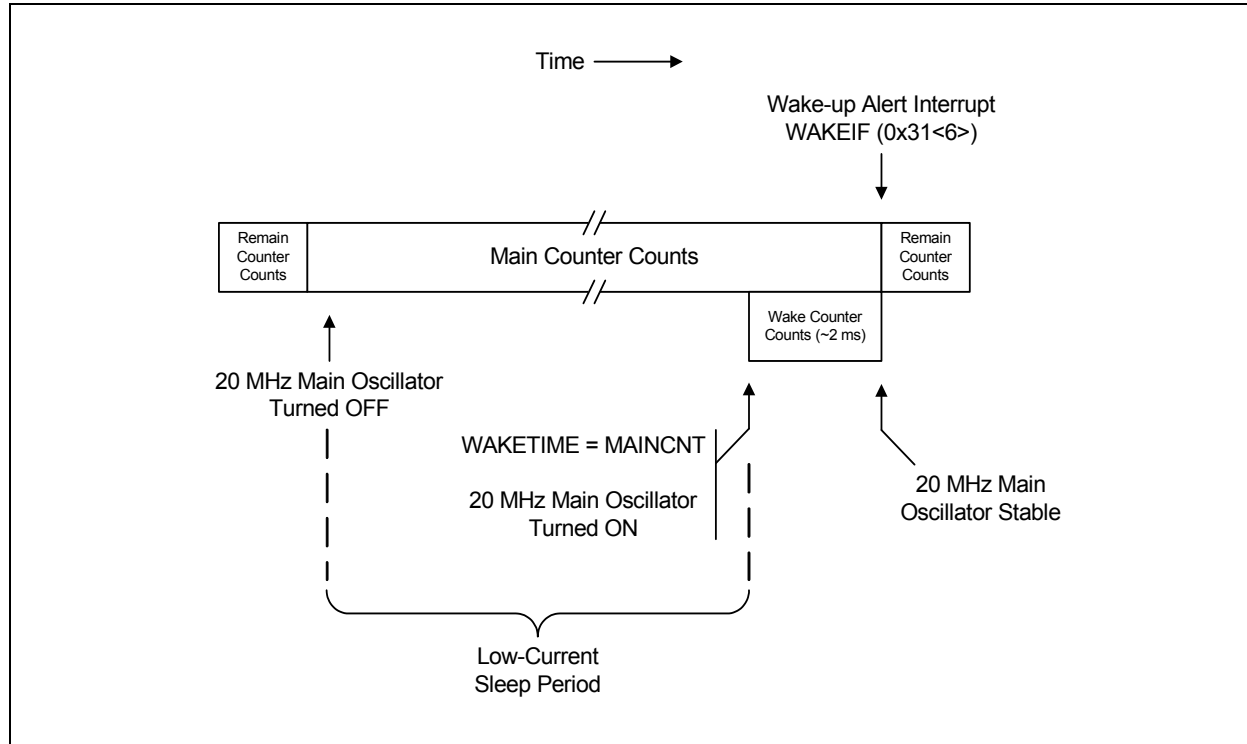 Time
Wake-up Alert Interrupt
WAKEIF (0x31<6>)
Remain
Counter
Counts
Main Counter Counts
Remain
Counter
Counts
Wake Counter
Counts (~2 ms)
20 MHz Main Oscillator
Turned OFF
WAKETIME = MAINCNT
20 MHz Main Oscillator
Turned ON
20 MHz Main
Oscillator Stable
Low-Current
Sleep Period